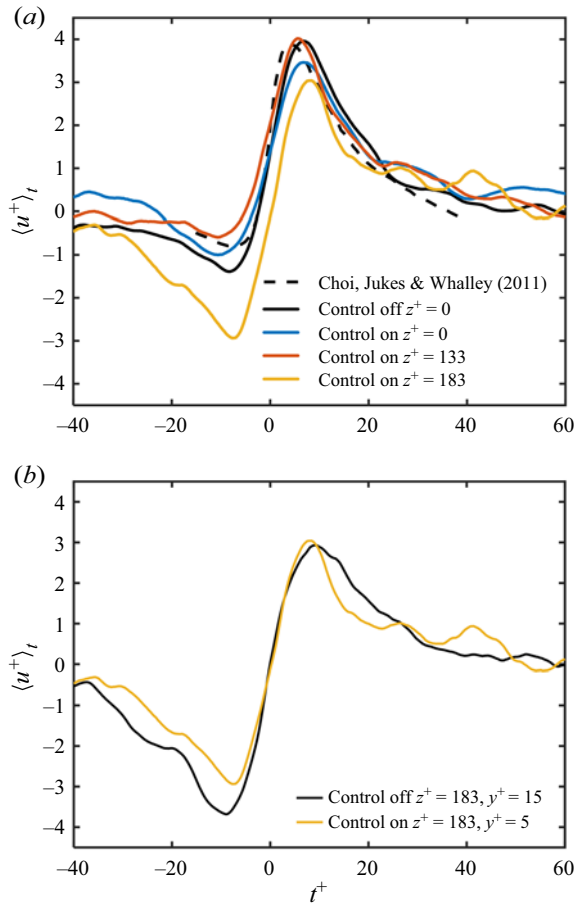 (a)
4
3
2
1
0
–1
–2
–3
–4
⟨u⁺⟩t
Choi, Jukes & Whalley (2011)
Control off z⁺ = 0
Control on z⁺ = 0
Control on z⁺ = 133
Control on z⁺ = 183
–40 –20 0 20 40 60
(b)
4
3
2
1
0
–1
–2
–3
–4
⟨u⁺⟩t
Control off z⁺ = 183, y⁺ = 15
Control on z⁺ = 183, y⁺ = 5
–40 –20 0 20 40 60
t⁺